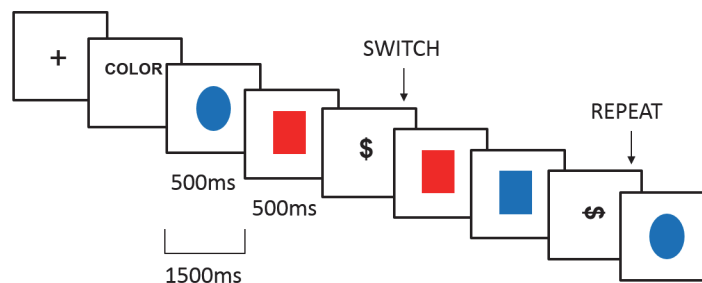 +
COLOR
SWITCH
$
REPEAT
$
500ms
500ms
1500ms